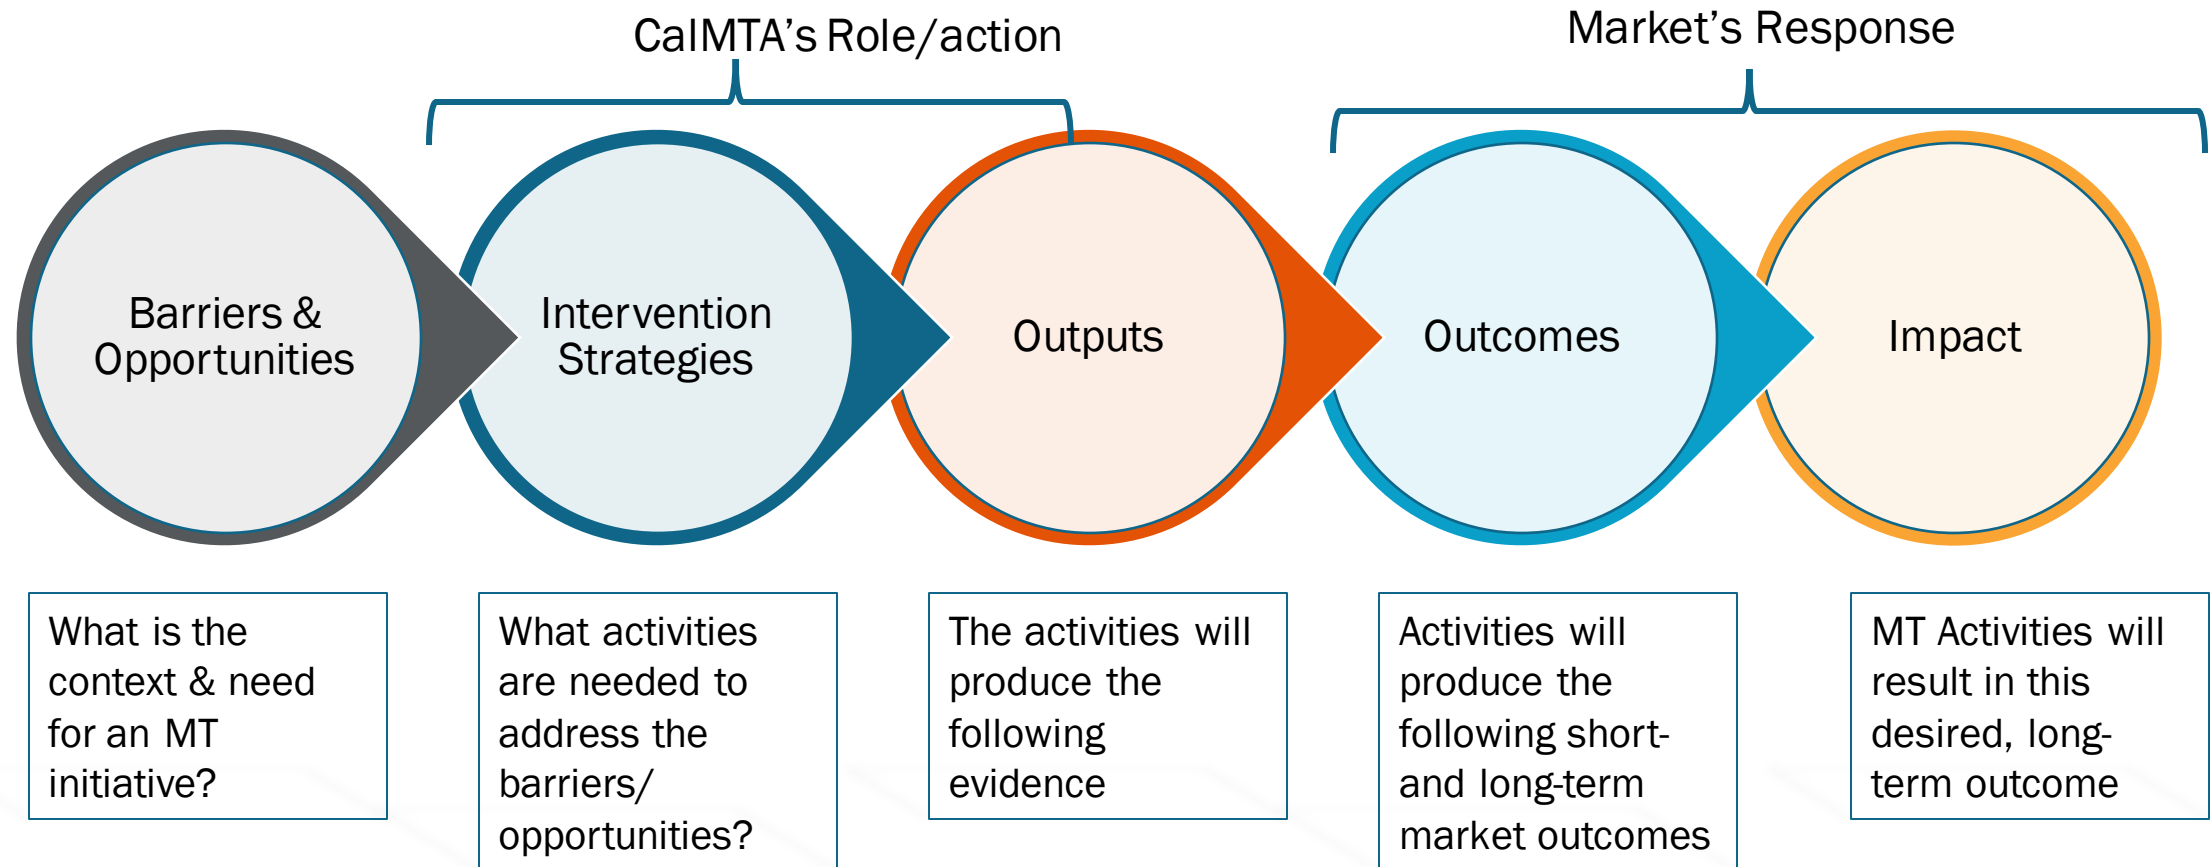 CalMTA's Role/action
Market's Response
Barriers &
Opportunities
Intervention
Strategies
Outputs
Outcomes
Impact
What is the
context & need
for an MT
initiative?
What activities
are needed to
address the
barriers/
opportunities?
The activities will
produce the
following
evidence
Activities will
produce the
following short-
and long-term
market outcomes
MT Activities will
result in this
desired, long-
term outcome